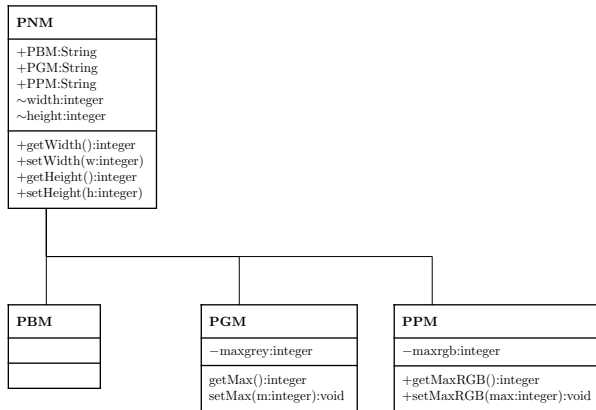 PNM
+PBM:String
+PGM:String
+PPM:String
~width:integer
~height:integer
+getWidth():integer
+setWidth(w:integer)
+getHeight():integer
+setHeight(h:integer)
PBM
PGM
−maxgrey:integer
getMax():integer
setMax(m:integer):void
PPM
−maxrgb:integer
+getMaxRGB():integer
+setMaxRGB(max:integer):void